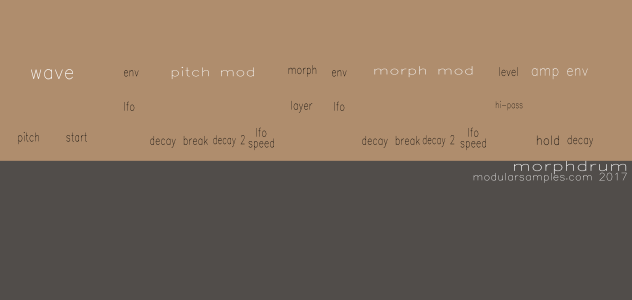 wave env pitch mod morph env morph mod level amp env
lfo layer lfo hi-pass
pitch start decay break decay 2 lfo speed decay break decay 2 lfo speed hold decay
morphdrum
modularsamples.com 2017